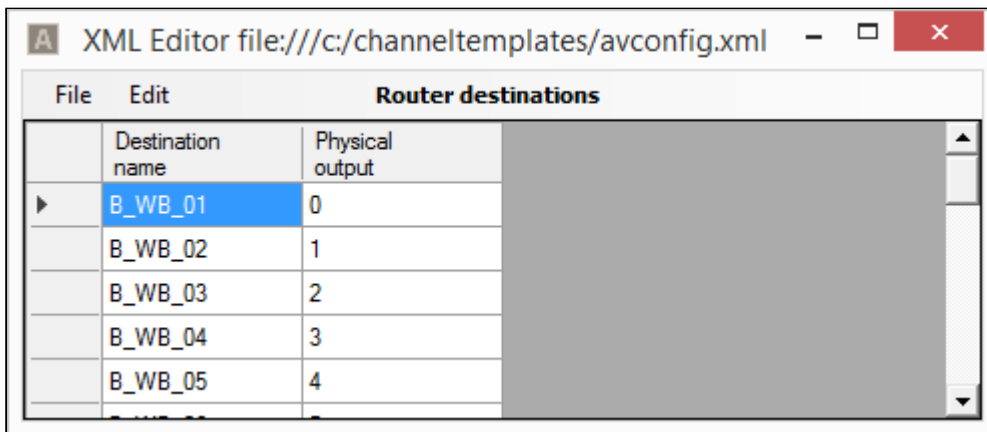 A XML Editor file:///c:/channeltemplates/avconfig.xml
File Edit Router destinations
Destination name Physical output
B_WB_01 0
B_WB_02 1
B_WB_03 2
B_WB_04 3
B_WB_05 4